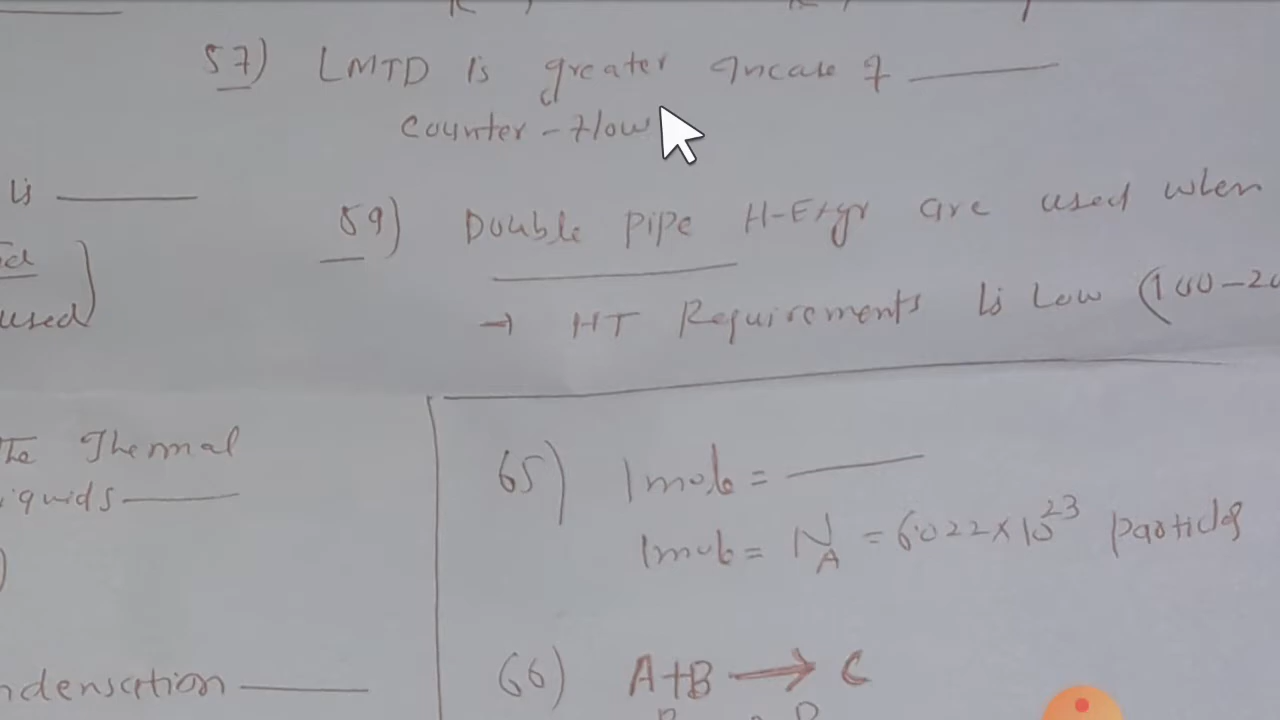 57) LMTD is greater Incase of ______
counter-flow
is ______
used
59) Double pipe H-Exgr are used when
______
→ HT Requirements is Low (100-20
The Thermal
iquids ______
65) 1 mole = ______
1 mole = N_A = 6.022 × 10^23 particles
ndensation ______
66) A+B → C